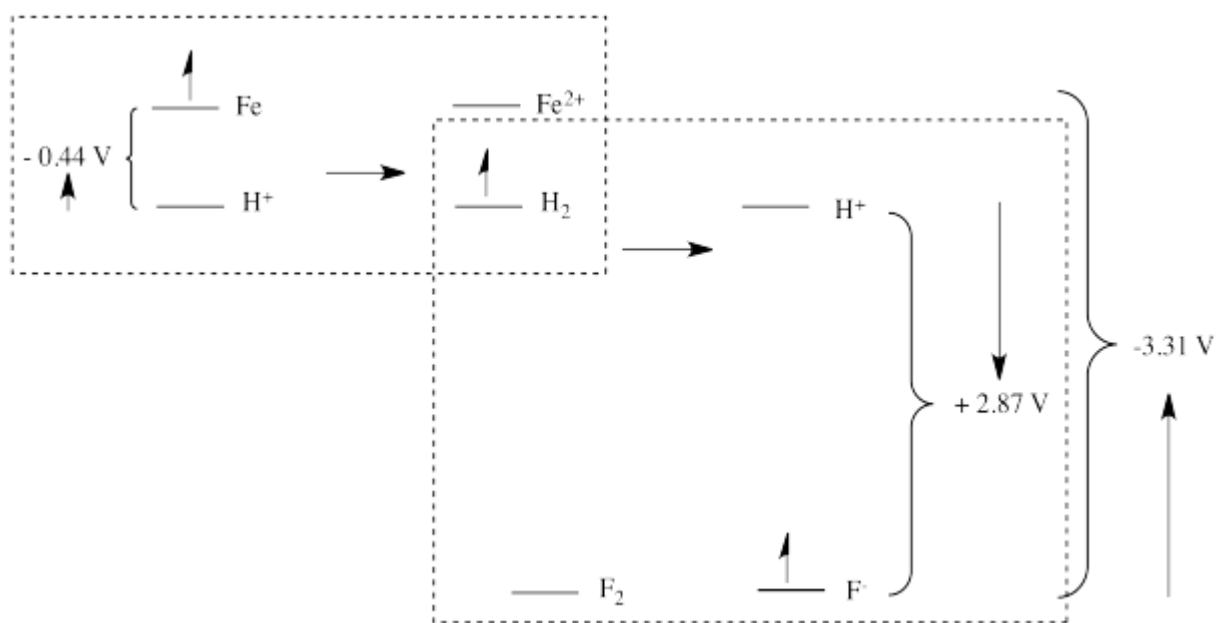 Fe
Fe²⁺
- 0.44 V
H⁺
H₂
H⁺
-3.31 V
+ 2.87 V
F₂
F⁻